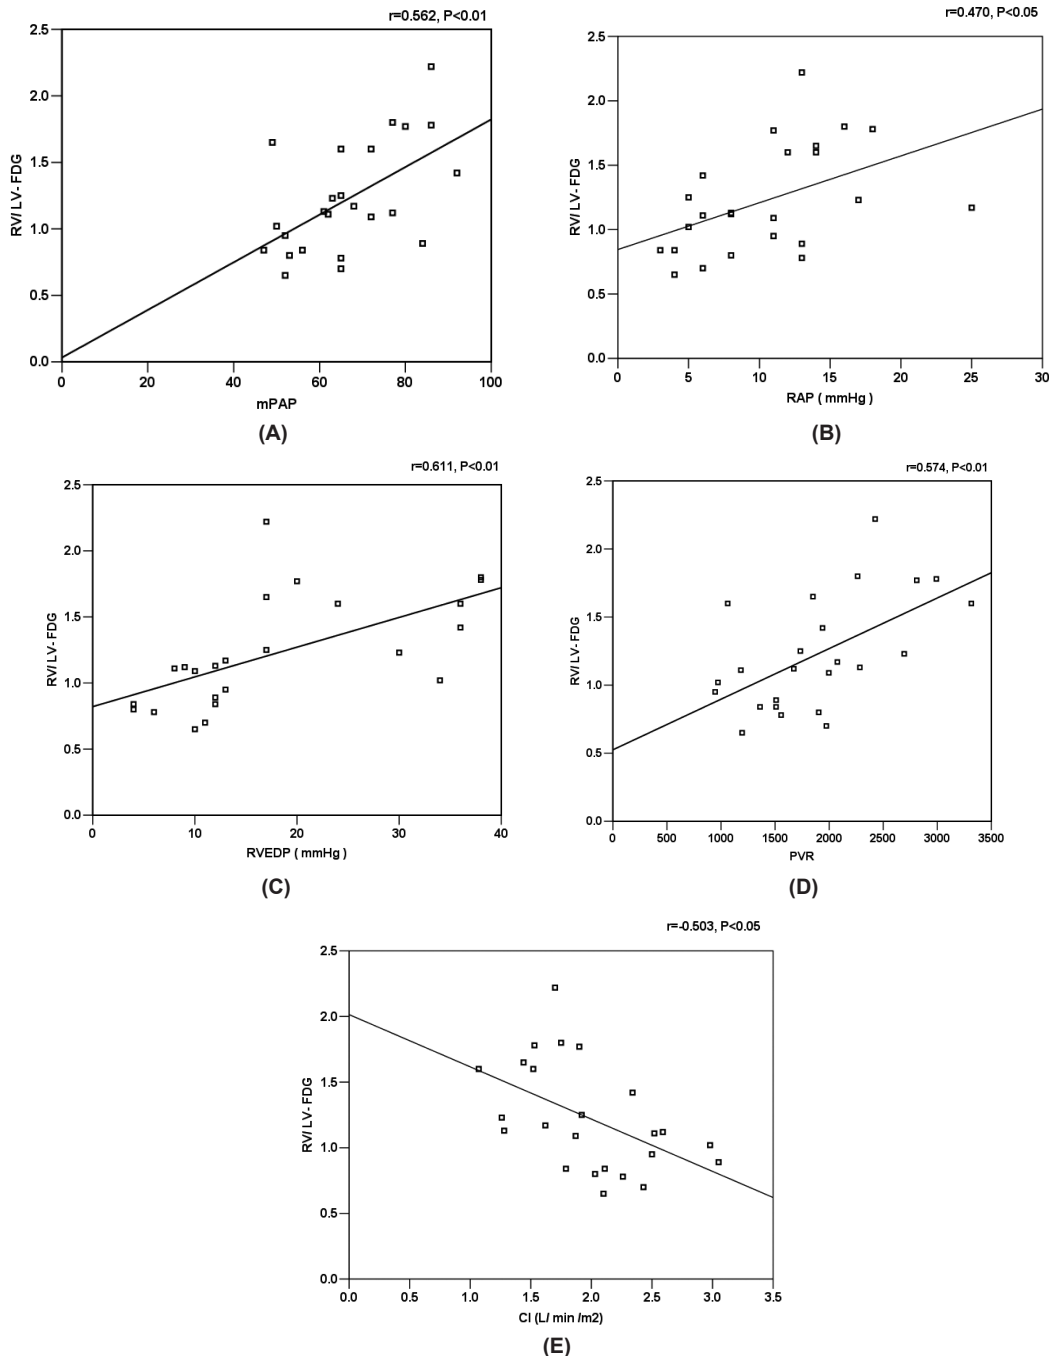 r=0.562, P<0.01
2.5
2.0
1.5
1.0
0.5
0.0
RV/ LV- FDG
0 20 40 60 80 100
mPAP
(A)
r=0.470, P<0.05
2.5
2.0
1.5
1.0
0.5
0.0
RV/ LV- FDG
0 5 10 15 20 25 30
RAP ( mmHg )
(B)
r=0.611, P<0.01
2.5
2.0
1.5
1.0
0.5
0.0
RV/ LV- FDG
0 10 20 30 40
RVEDP ( mmHg )
(C)
r=0.574, P<0.01
2.5
2.0
1.5
1.0
0.5
0.0
RV/ LV- FDG
0 500 1000 1500 2000 2500 3000 3500
PVR
(D)
r=-0.503, P<0.05
2.5
2.0
1.5
1.0
0.5
0.0
RV/ LV- FDG
0.0 0.5 1.0 1.5 2.0 2.5 3.0 3.5
CI (L/ min /m2)
(E)